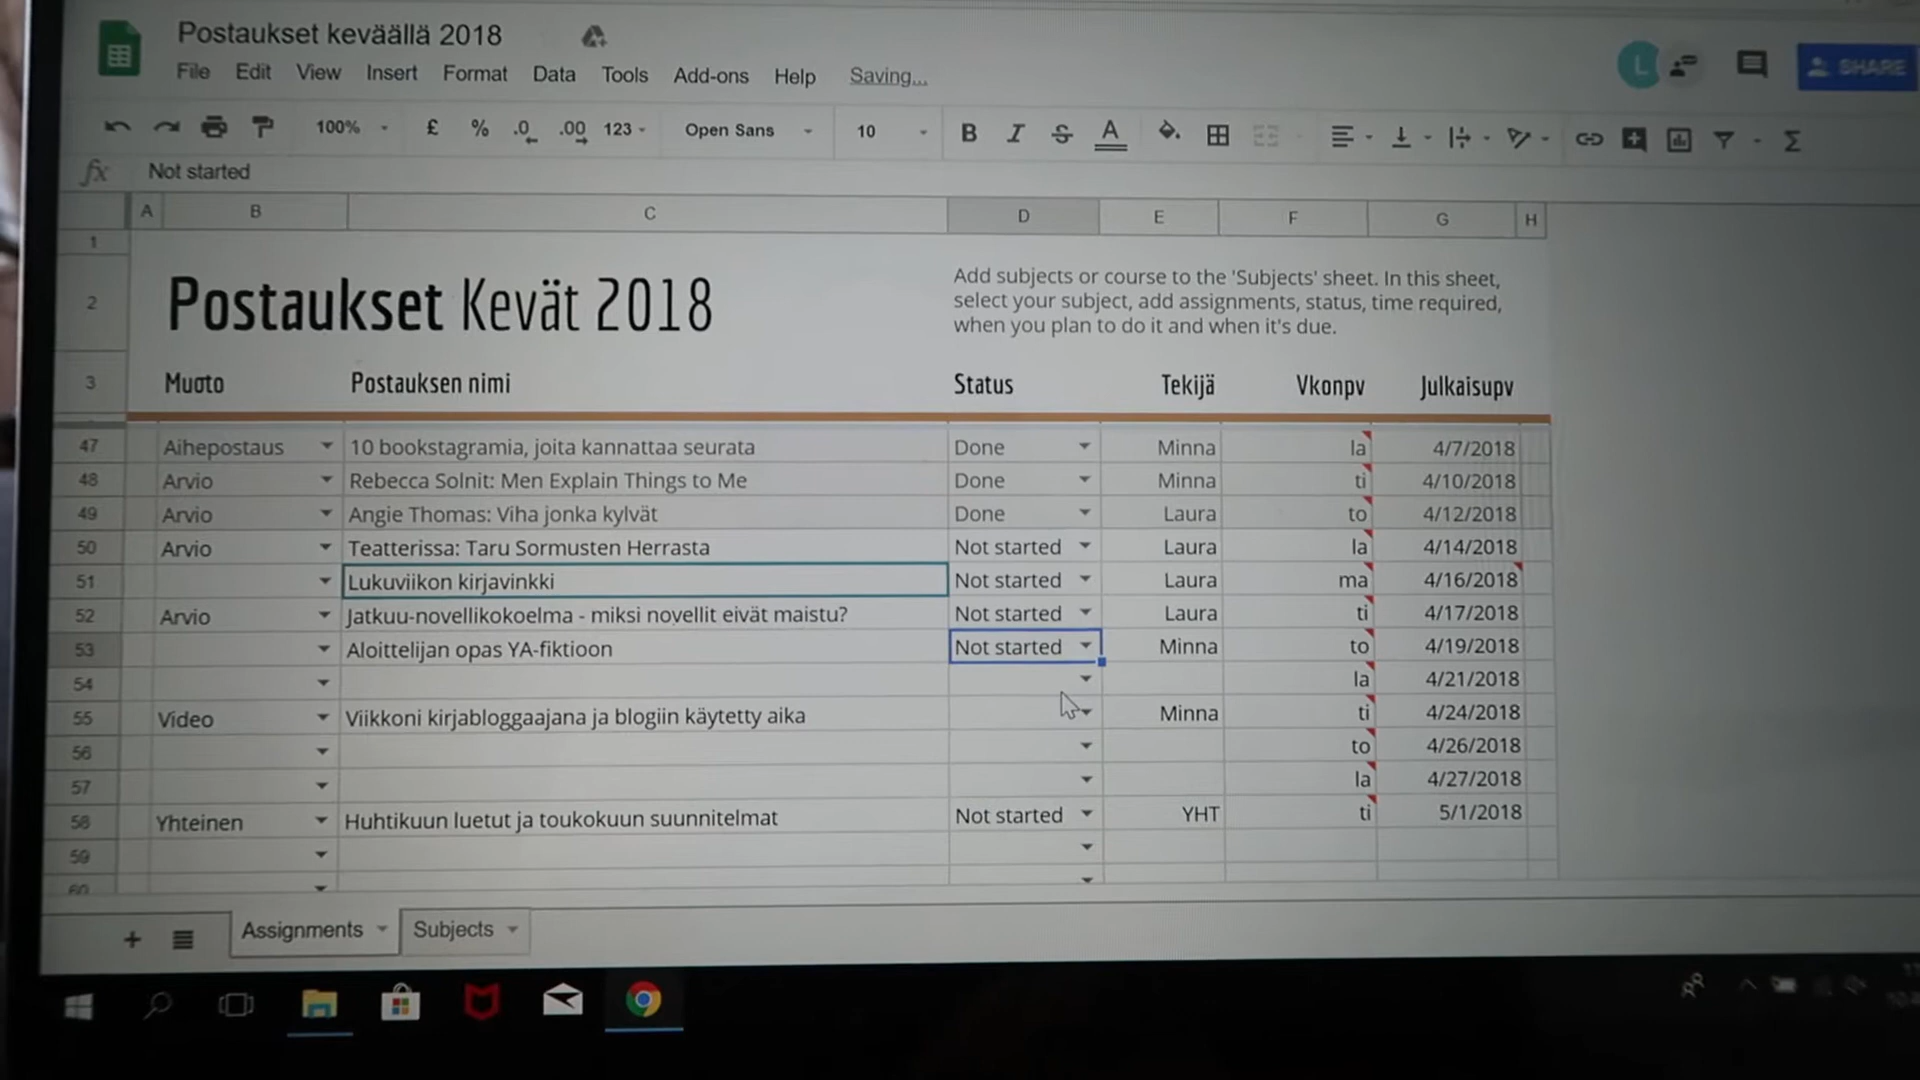 Postaukset keväällä 2018
File Edit View Insert Format Data Tools Add-ons Help Saving...
L SHARE
100% £ % .0 .00 123 Open Sans 10 B I S A Σ
fx Not started
A B C D E F G H
1
2 Postaukset Kevät 2018
Add subjects or course to the 'Subjects' sheet. In this sheet,
select your subject, add assignments, status, time required,
when you plan to do it and when it's due.
3 Muoto Postauksen nimi Status Tekijä Vkonpv Julkaisupv
47 Aihepostaus 10 bookstagramia, joita kannattaa seurata Done Minna la 4/7/2018
48 Arvio Rebecca Solnit: Men Explain Things to Me Done Minna ti 4/10/2018
49 Arvio Angie Thomas: Viha jonka kylvät Done Laura to 4/12/2018
50 Arvio Teatterissa: Taru Sormusten Herrasta Not started Laura la 4/14/2018
51 Lukuviikon kirjavinkki Not started Laura ma 4/16/2018
52 Arvio Jatkuu-novellikokoelma - miksi novellit eivät maistu? Not started Laura ti 4/17/2018
53 Aloittelijan opas YA-fiktioon Not started Minna to 4/19/2018
54 la 4/21/2018
55 Video Viikkoni kirjabloggaajana ja blogiin käytetty aika Minna ti 4/24/2018
56 to 4/26/2018
57 la 4/27/2018
58 Yhteinen Huhtikuun luetut ja toukokuun suunnitelmat Not started YHT ti 5/1/2018
59
60
+ Assignments Subjects